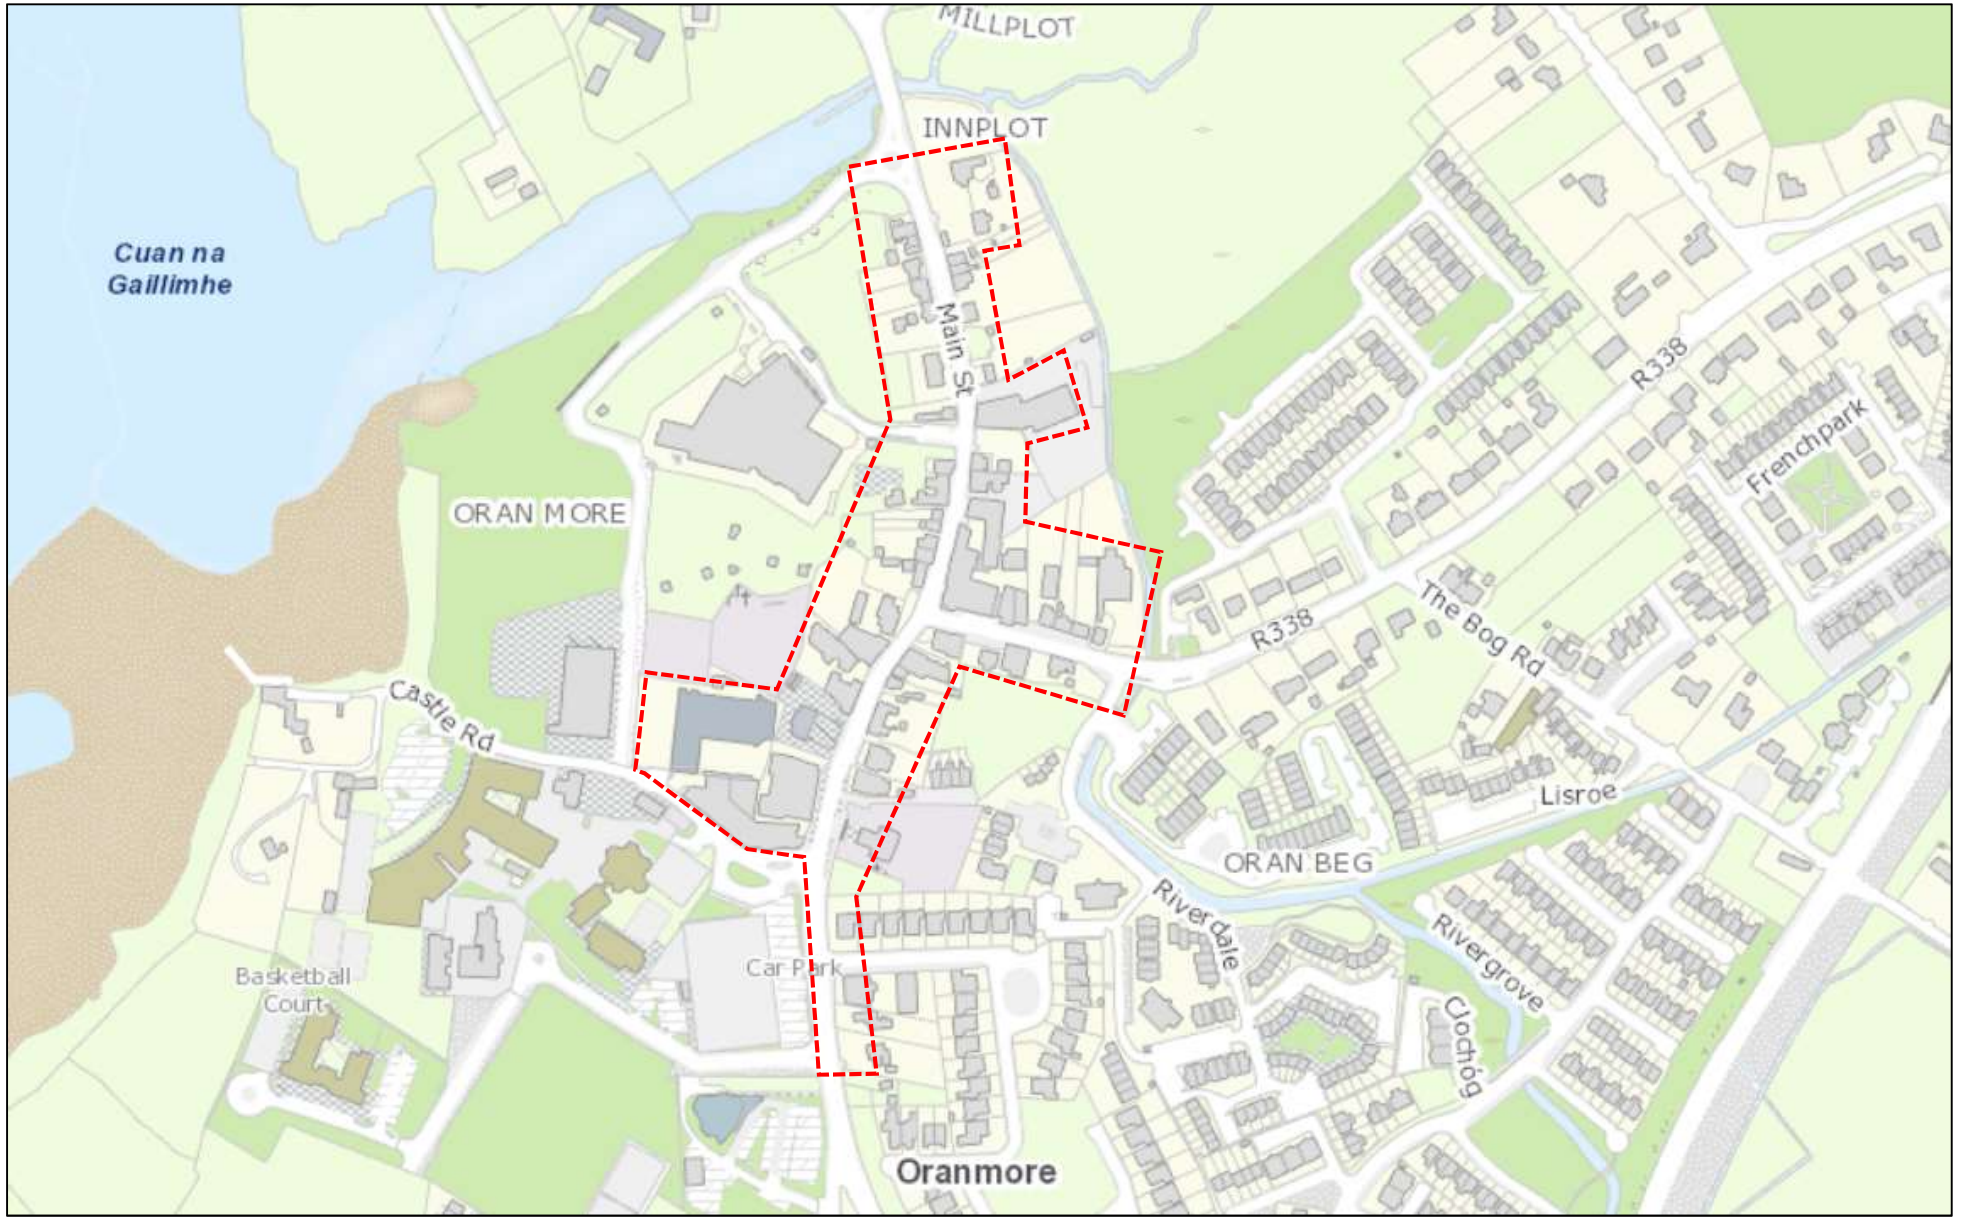 MILLPLOT
INNPLOT
Cuan na
Gaillimhe
Main St
R338
Frenchpark
ORAN MORE
The Bog Rd
R338
Castle Rd
Lisroe
ORAN BEG
Riverdale
Rivergrove
Car Park
Basketball
Court
Clochóg
Oranmore